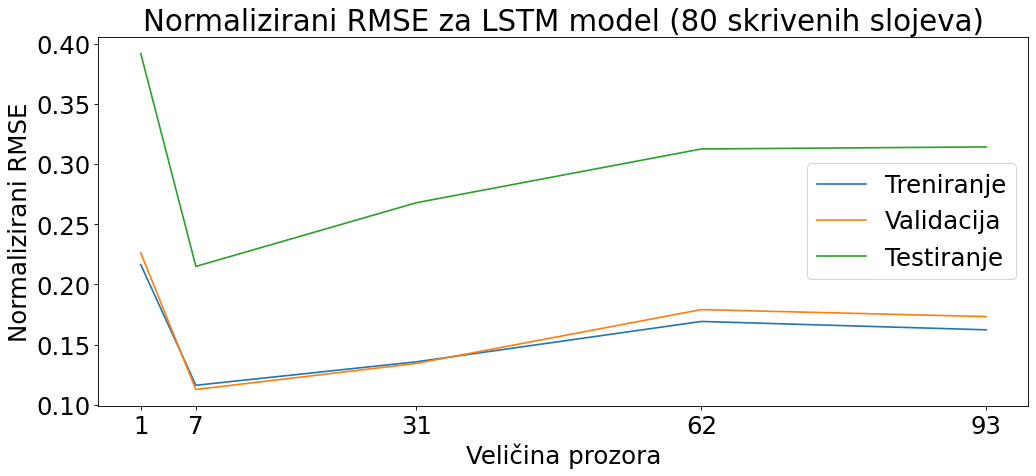 Normalizirani RMSE za LSTM model (80 skrivenih slojeva)
Normalizirani RMSE
0.40
0.35
0.30
0.25
0.20
0.15
0.10
Treniranje
Validacija
Testiranje
1 7 31 62 93
Veličina prozora